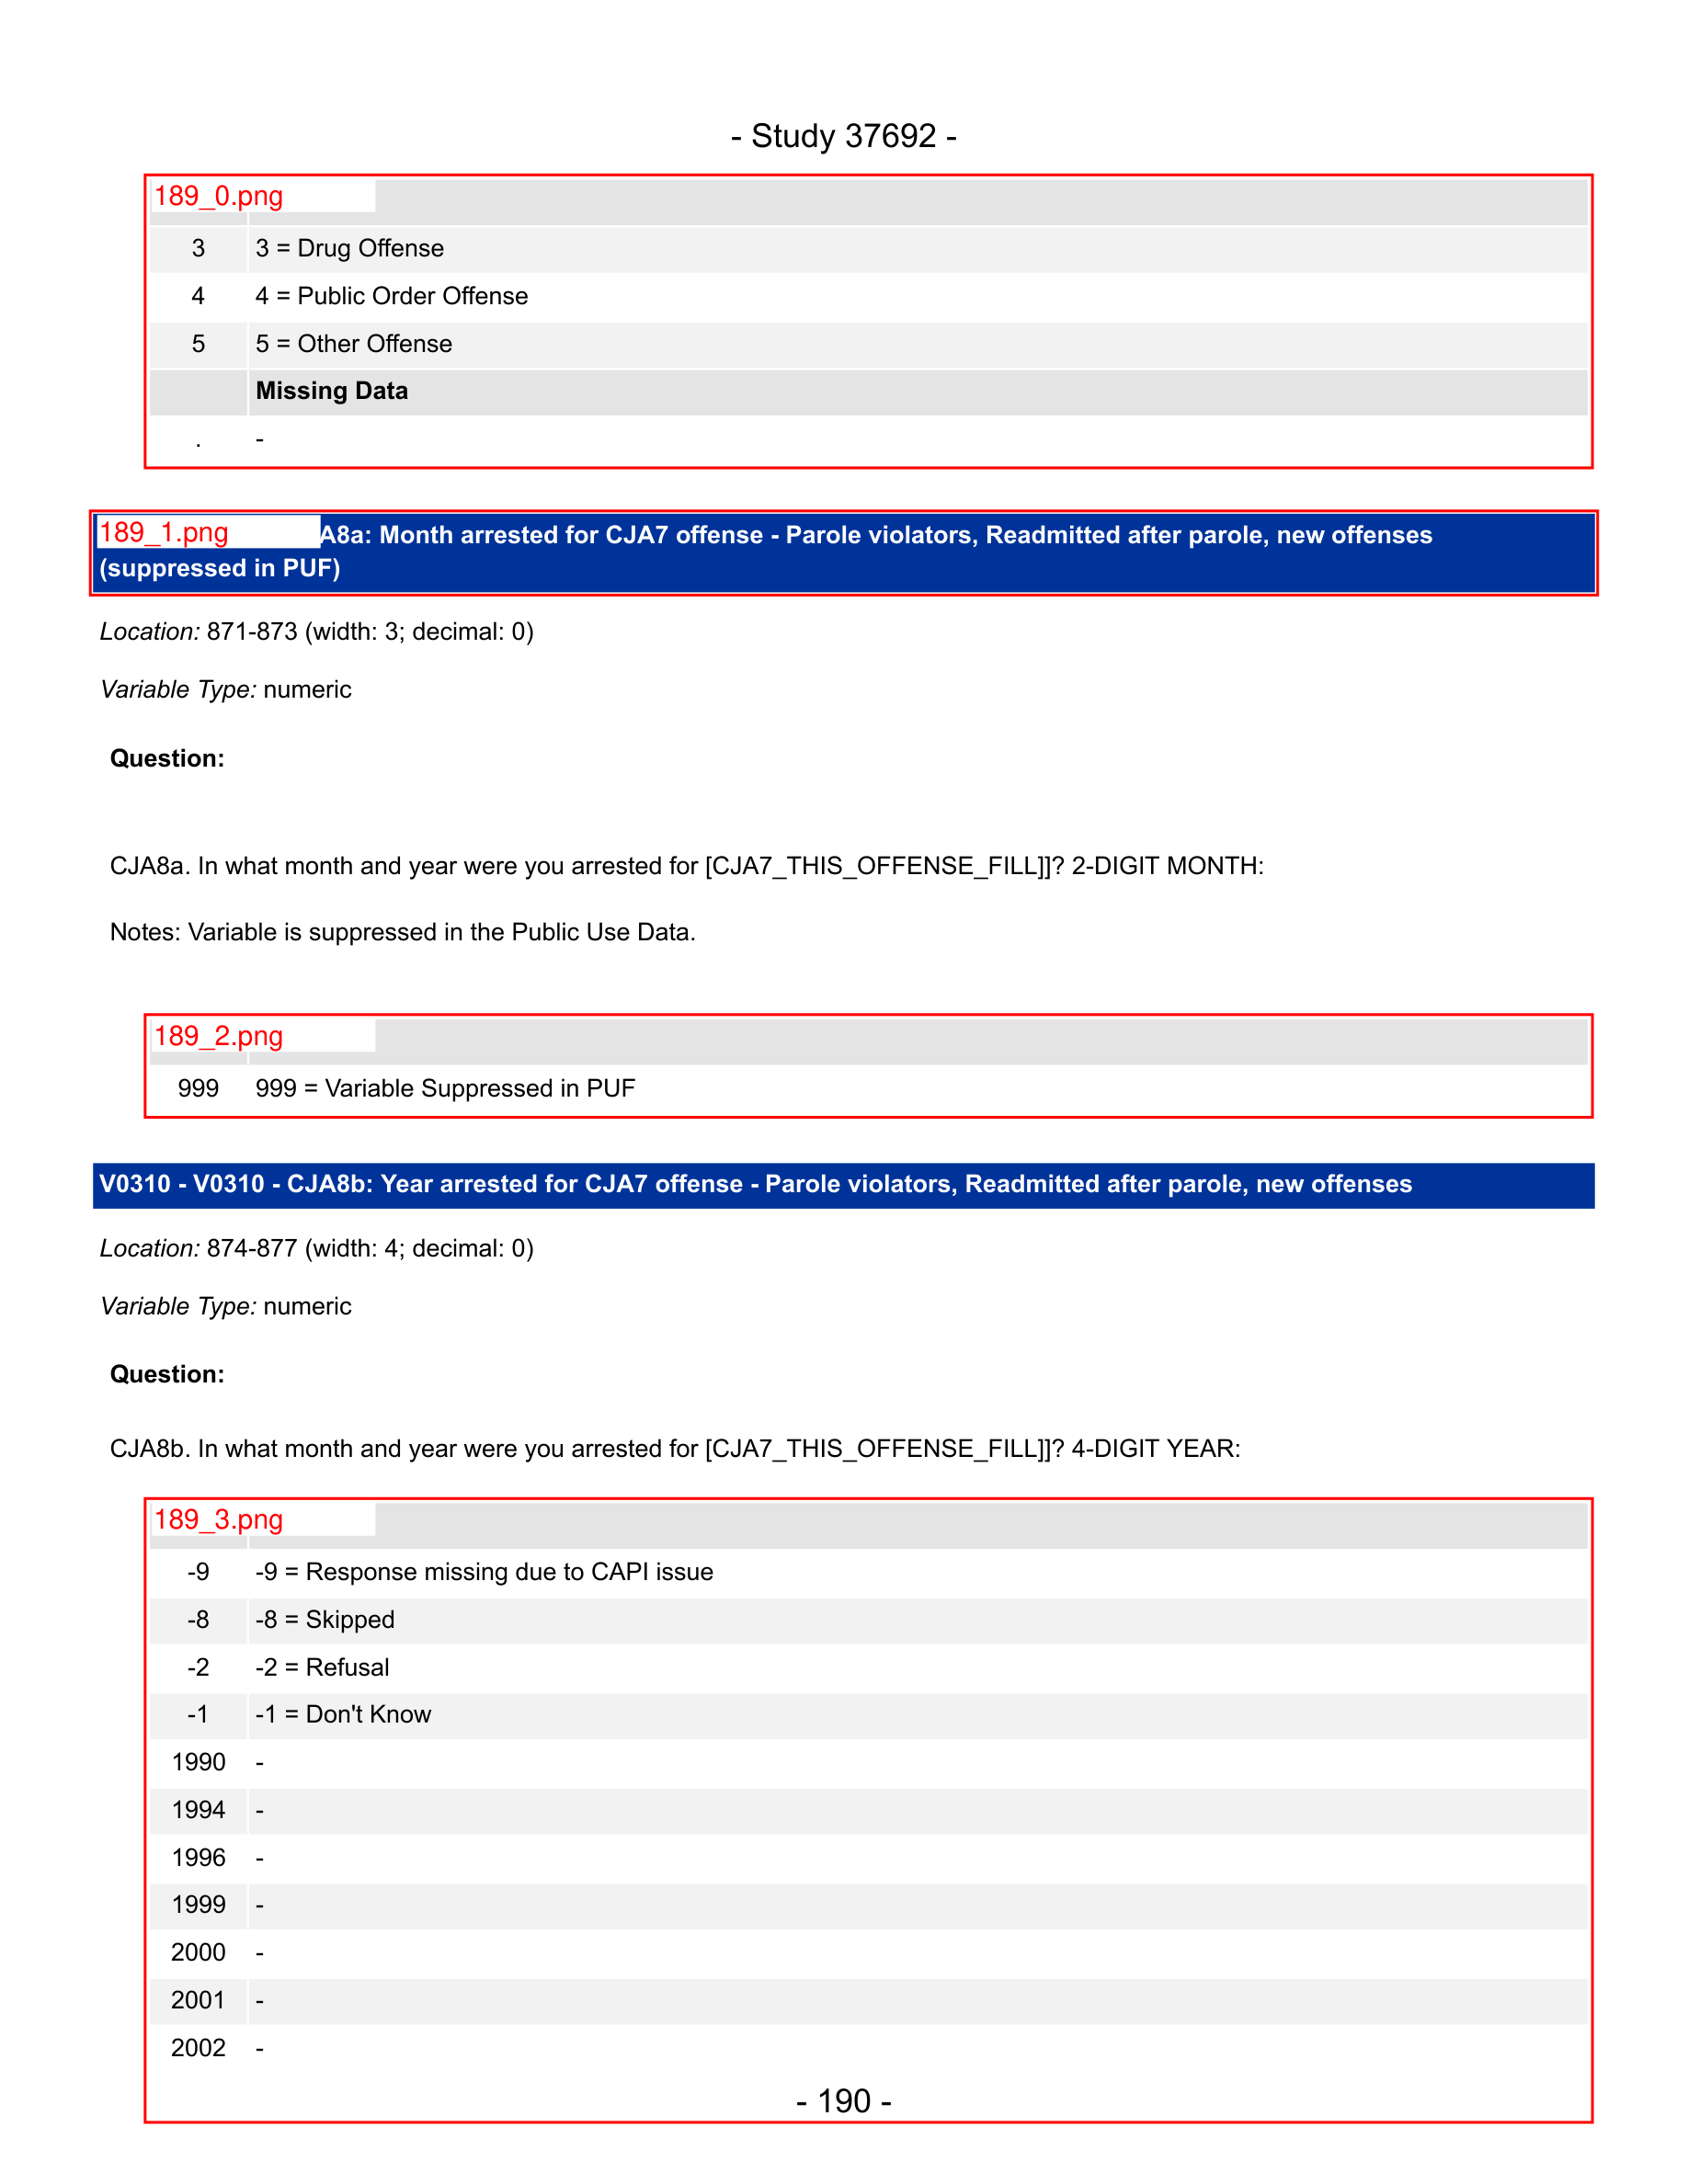 - Study 37692 -
189_0.png
3 3 = Drug Offense
4 4 = Public Order Offense
5 5 = Other Offense
Missing Data
. -
189_1.png A8a: Month arrested for CJA7 offense - Parole violators, Readmitted after parole, new offenses
(suppressed in PUF)
Location: 871-873 (width: 3; decimal: 0)
Variable Type: numeric
Question:
CJA8a. In what month and year were you arrested for [CJA7_THIS_OFFENSE_FILL]]? 2-DIGIT MONTH:
Notes: Variable is suppressed in the Public Use Data.
189_2.png
999 999 = Variable Suppressed in PUF
V0310 - V0310 - CJA8b: Year arrested for CJA7 offense - Parole violators, Readmitted after parole, new offenses
Location: 874-877 (width: 4; decimal: 0)
Variable Type: numeric
Question:
CJA8b. In what month and year were you arrested for [CJA7_THIS_OFFENSE_FILL]]? 4-DIGIT YEAR:
189_3.png
-9 -9 = Response missing due to CAPI issue
-8 -8 = Skipped
-2 -2 = Refusal
-1 -1 = Don't Know
1990 -
1994 -
1996 -
1999 -
2000 -
2001 -
2002 -
- 190 -